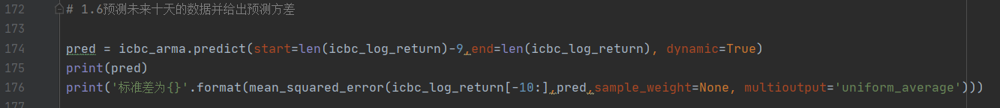 172 # 1.6预测未来十天的数据并给出预测方差
173
174 pred = icbc_arma.predict(start=len(icbc_log_return)-9,end=len(icbc_log_return), dynamic=True)
175 print(pred)
176 print('标准差为{}'.format(mean_squared_error(icbc_log_return[-10:],pred,sample_weight=None, multioutput='uniform_average')))
177